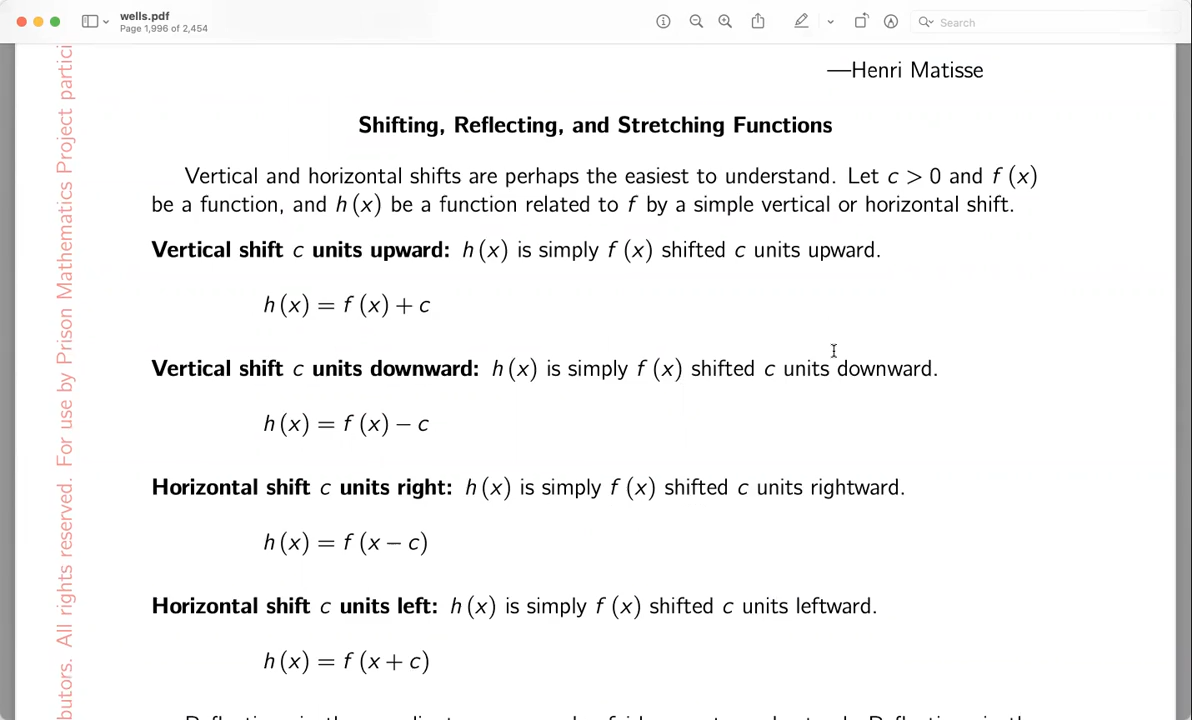 wells.pdf
Page 1,996 of 2,454
Search
—Henri Matisse
Shifting, Reflecting, and Stretching Functions
Vertical and horizontal shifts are perhaps the easiest to understand. Let c > 0 and f (x)
be a function, and h (x) be a function related to f by a simple vertical or horizontal shift.
Vertical shift c units upward: h (x) is simply f (x) shifted c units upward.
h (x) = f (x) + c
Vertical shift c units downward: h (x) is simply f (x) shifted c units downward.
h (x) = f (x) − c
Horizontal shift c units right: h (x) is simply f (x) shifted c units rightward.
h (x) = f (x − c)
Horizontal shift c units left: h (x) is simply f (x) shifted c units leftward.
h (x) = f (x + c)
butors. All rights reserved. For use by Prison Mathematics Project partici